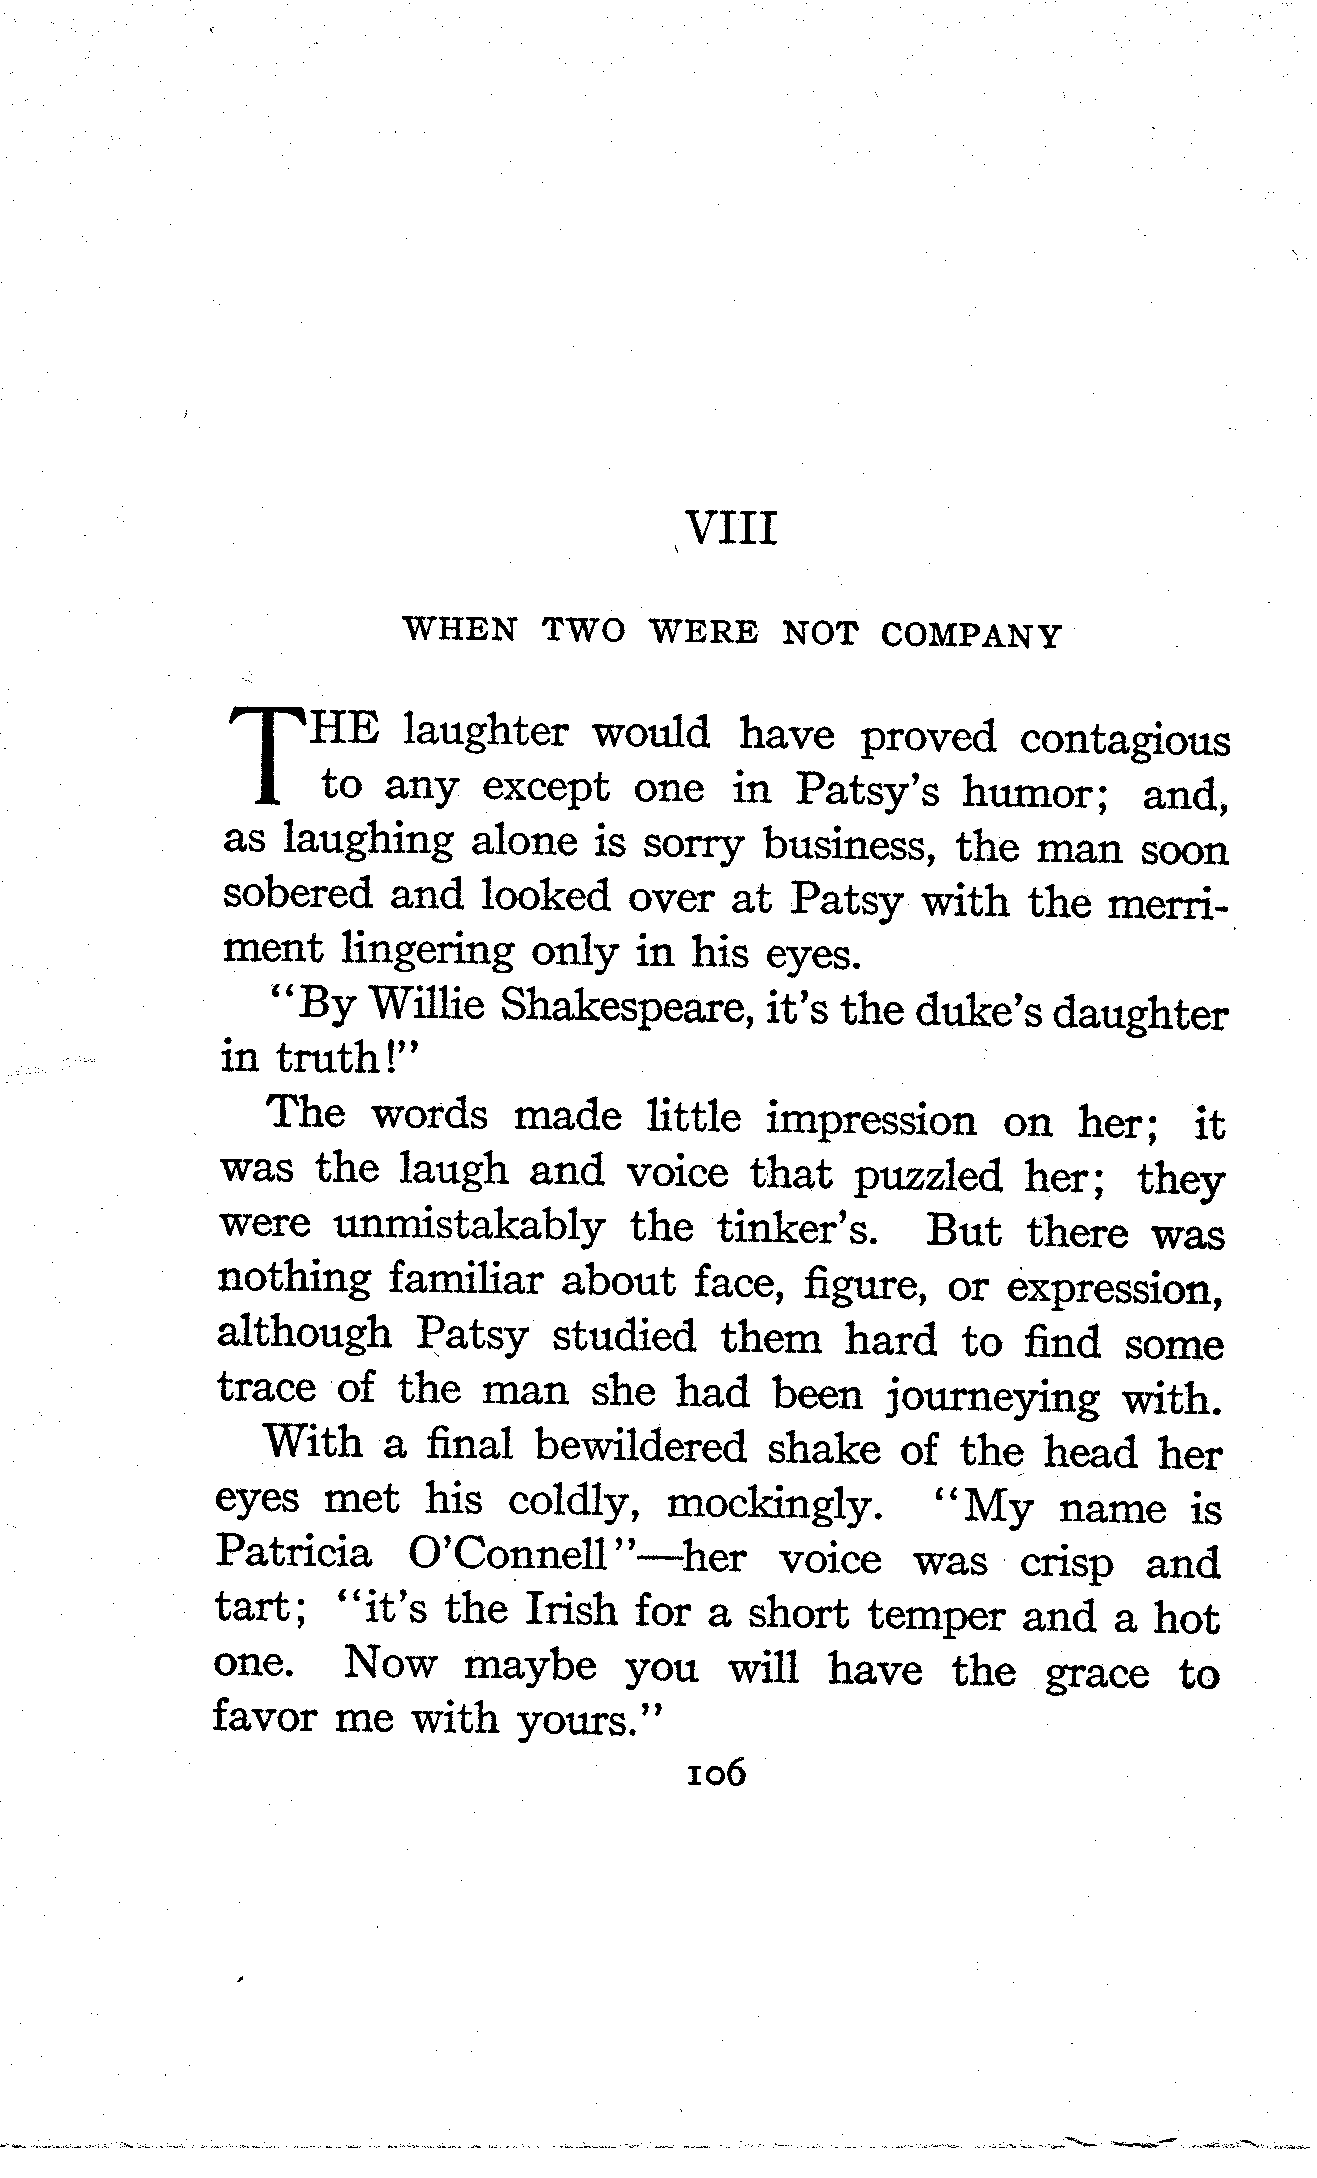 VIII
WHEN TWO WERE NOT COMPANY
THE laughter would have proved contagious
to any except one in Patsy's humor; and,
as laughing alone is sorry business, the man soon
sobered and looked over at Patsy with the merri-
ment lingering only in his eyes.
"By Willie Shakespeare, it's the duke's daughter
in truth!"
The words made little impression on her; it
was the laugh and voice that puzzled her; they
were unmistakably the tinker's. But there was
nothing familiar about face, figure, or expression,
although Patsy studied them hard to find some
trace of the man she had been journeying with.
With a final bewildered shake of the head her
eyes met his coldly, mockingly. "My name is
Patricia O'Connell"—her voice was crisp and
tart; "it's the Irish for a short temper and a hot
one. Now maybe you will have the grace to
favor me with yours."
106